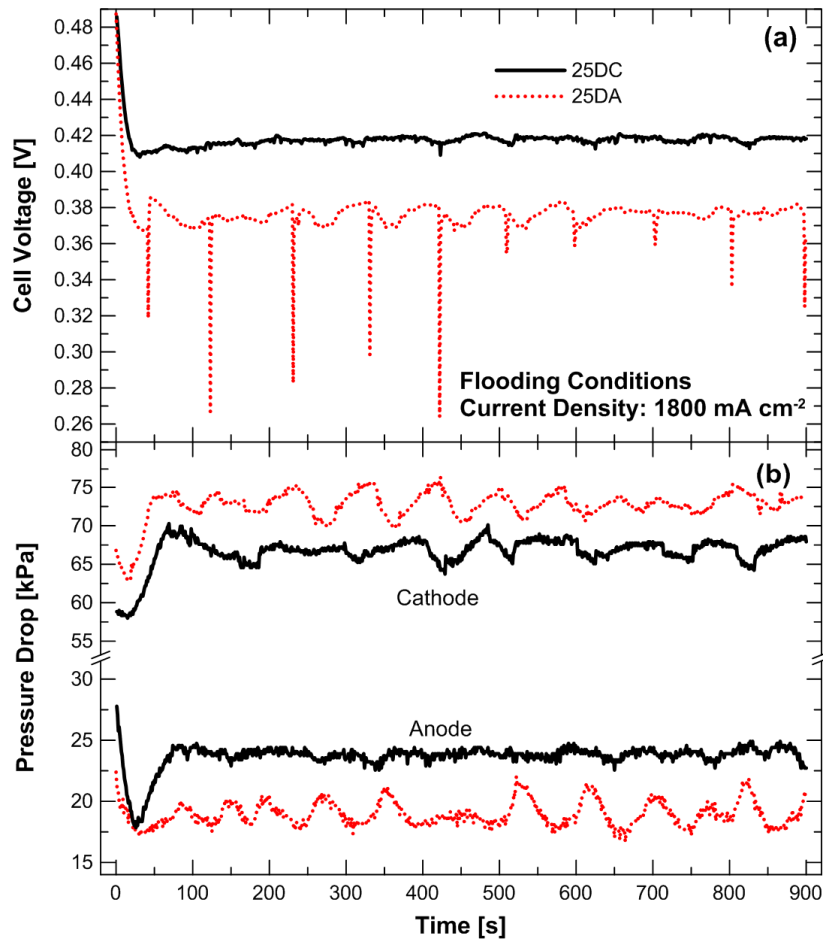 (a)
25DC
25DA
Cell Voltage [V]
0.48
0.46
0.44
0.42
0.40
0.38
0.36
0.34
0.32
0.30
0.28
0.26
Flooding Conditions
Current Density: 1800 mA cm⁻²
(b)
Pressure Drop [kPa]
80
75
70
65
60
55
30
25
20
15
Cathode
Anode
0 100 200 300 400 500 600 700 800 900
Time [s]